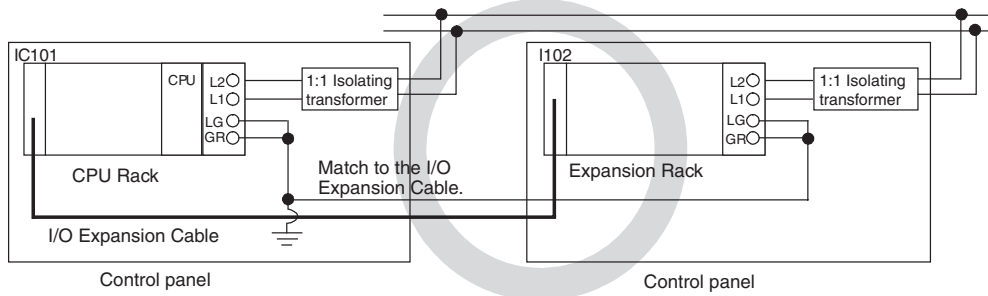 IC101
CPU
L2
L1
LG
GR
1:1 Isolating
transformer
CPU Rack
I/O Expansion Cable
Control panel
Match to the I/O
Expansion Cable.
I102
L2
L1
LG
GR
1:1 Isolating
transformer
Expansion Rack
Control panel